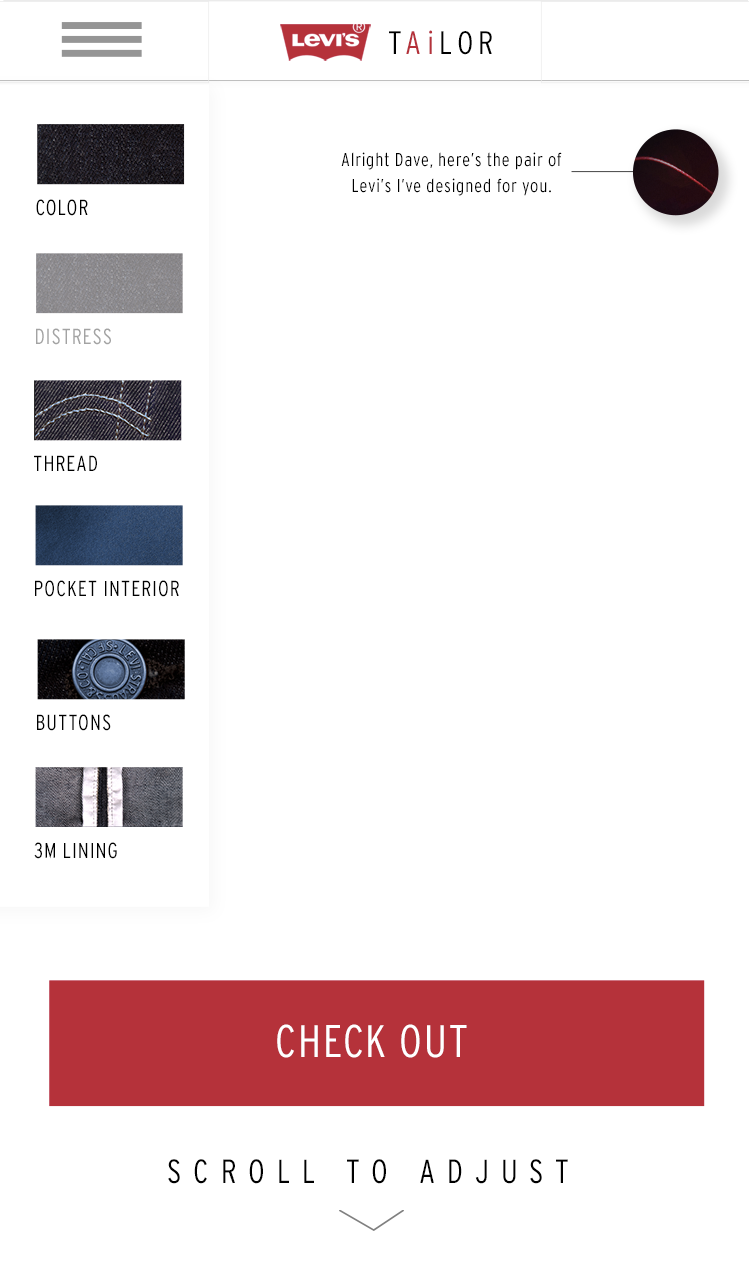 LEVI'S® TAiLOR
Alright Dave, here's the pair of
Levi's I've designed for you.
COLOR
DISTRESS
THREAD
POCKET INTERIOR
LEVI STRAUSS & CO. S.F. CAL.
BUTTONS
3M LINING
CHECK OUT
SCROLL TO ADJUST